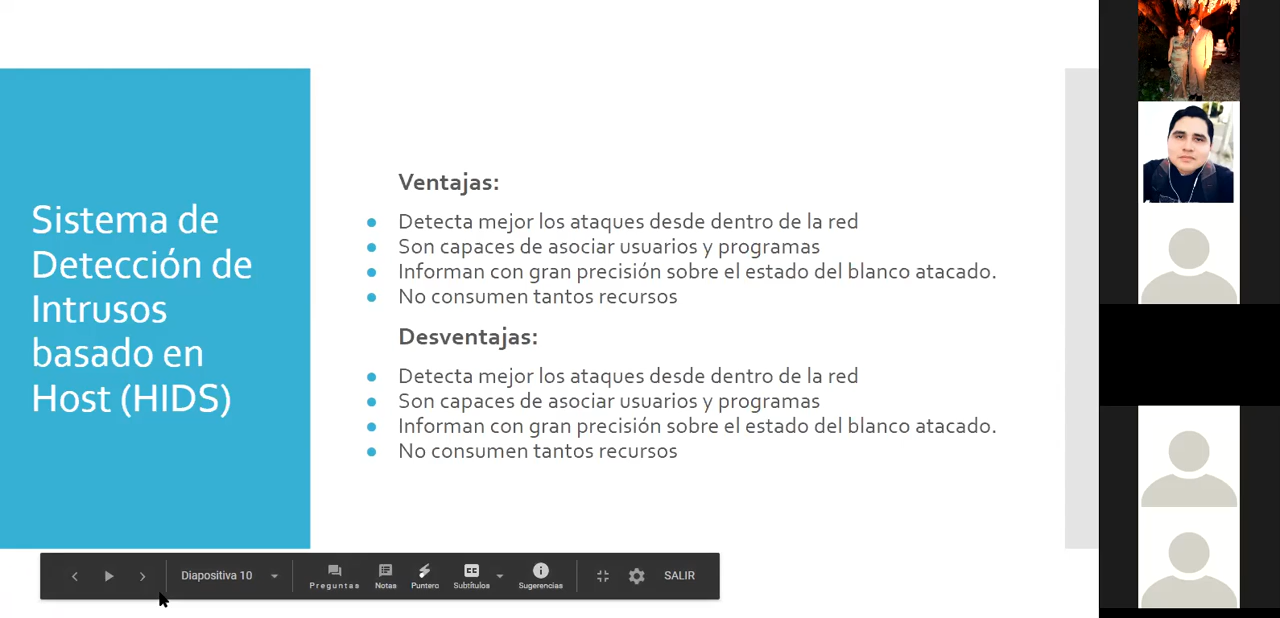 Sistema de
Detección de
Intrusos
basado en
Host (HIDS)
Ventajas:
Detecta mejor los ataques desde dentro de la red
Son capaces de asociar usuarios y programas
Informan con gran precisión sobre el estado del blanco atacado.
No consumen tantos recursos
Desventajas:
Detecta mejor los ataques desde dentro de la red
Son capaces de asociar usuarios y programas
Informan con gran precisión sobre el estado del blanco atacado.
No consumen tantos recursos
Diapositiva 10
Preguntas
Notas
Puntero
CC
Subtítulos
Sugerencias
SALIR